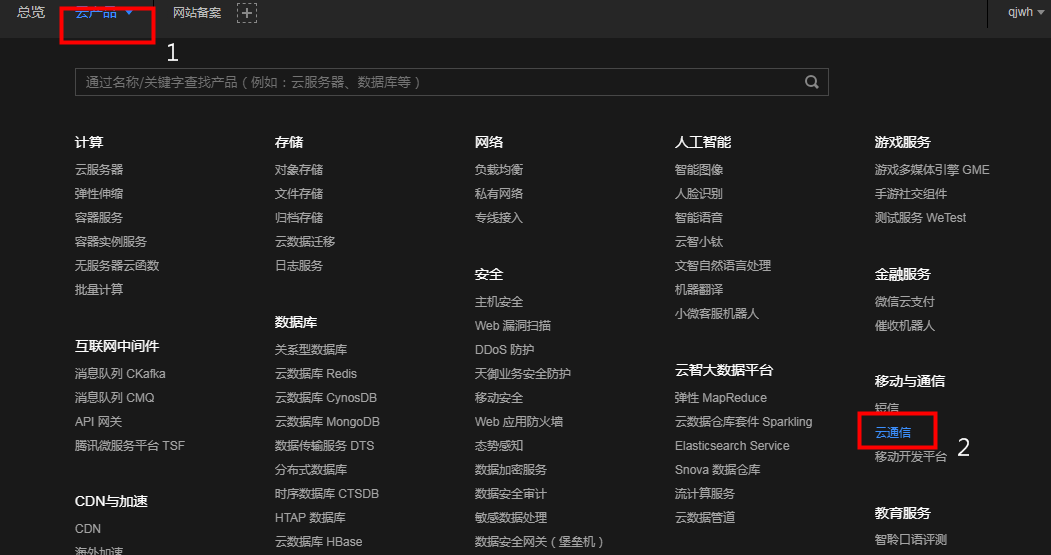 总览 云产品 网站备案 qjwh
1
通过名称/关键字查找产品（例如：云服务器、数据库等）
计算
云服务器
弹性伸缩
容器服务
容器实例服务
无服务器云函数
批量计算
互联网中间件
消息队列 CKafka
消息队列 CMQ
API 网关
腾讯微服务平台 TSF
CDN与加速
CDN
海外加速
存储
对象存储
文件存储
归档存储
云数据迁移
日志服务
数据库
关系型数据库
云数据库 Redis
云数据库 CynosDB
云数据库 MongoDB
数据传输服务 DTS
分布式数据库
时序数据库 CTSDB
HTAP 数据库
云数据库 HBase
网络
负载均衡
私有网络
专线接入
安全
主机安全
Web 漏洞扫描
DDoS 防护
天御业务安全防护
移动安全
Web 应用防火墙
态势感知
数据加密服务
数据安全审计
敏感数据处理
数据安全网关（堡垒机）
人工智能
智能图像
人脸识别
智能语音
云智小钛
文智自然语言处理
机器翻译
小微客服机器人
云智大数据平台
弹性 MapReduce
云数据仓库套件 Sparkling
Elasticsearch Service
Snova 数据仓库
流计算服务
云数据管道
游戏服务
游戏多媒体引擎 GME
手游社交组件
测试服务 WeTest
金融服务
微信云支付
催收机器人
移动与通信
短信
云通信
2
移动开发平台
教育服务
智聆口语评测